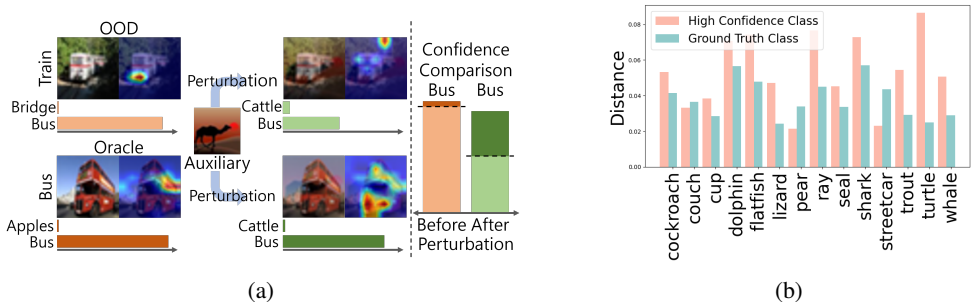 OOD
Train
Perturbation
Bridge
Bus
Cattle
Bus
Auxiliary
Oracle
Bus
Perturbation
Apples
Bus
Cattle
Bus
Confidence
Comparison
Bus Bus
Before After
Perturbation
(a)
High Confidence Class
Ground Truth Class
Distance
0.08
0.06
0.04
0.02
0.00
cockroach
couch
cup
dolphin
flatfish
lizard
pear
ray
seal
shark
streetcar
trout
turtle
whale
(b)